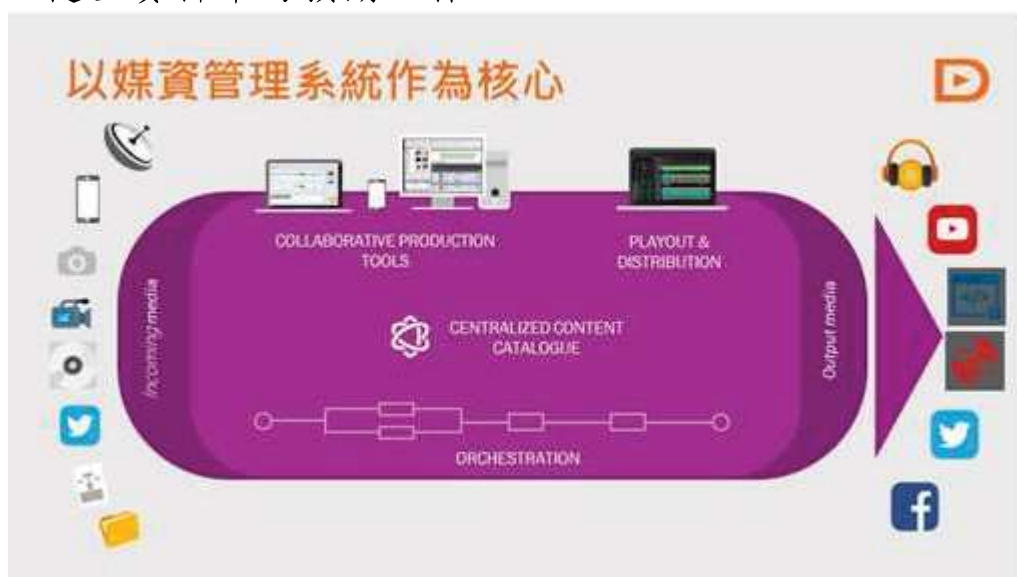 以媒資管理系統作為核心
COLLABORATIVE PRODUCTION
TOOLS
PLAYOUT &
DISTRIBUTION
Incoming media
CENTRALIZED CONTENT
CATALOGUE
Output media
ORCHESTRATION